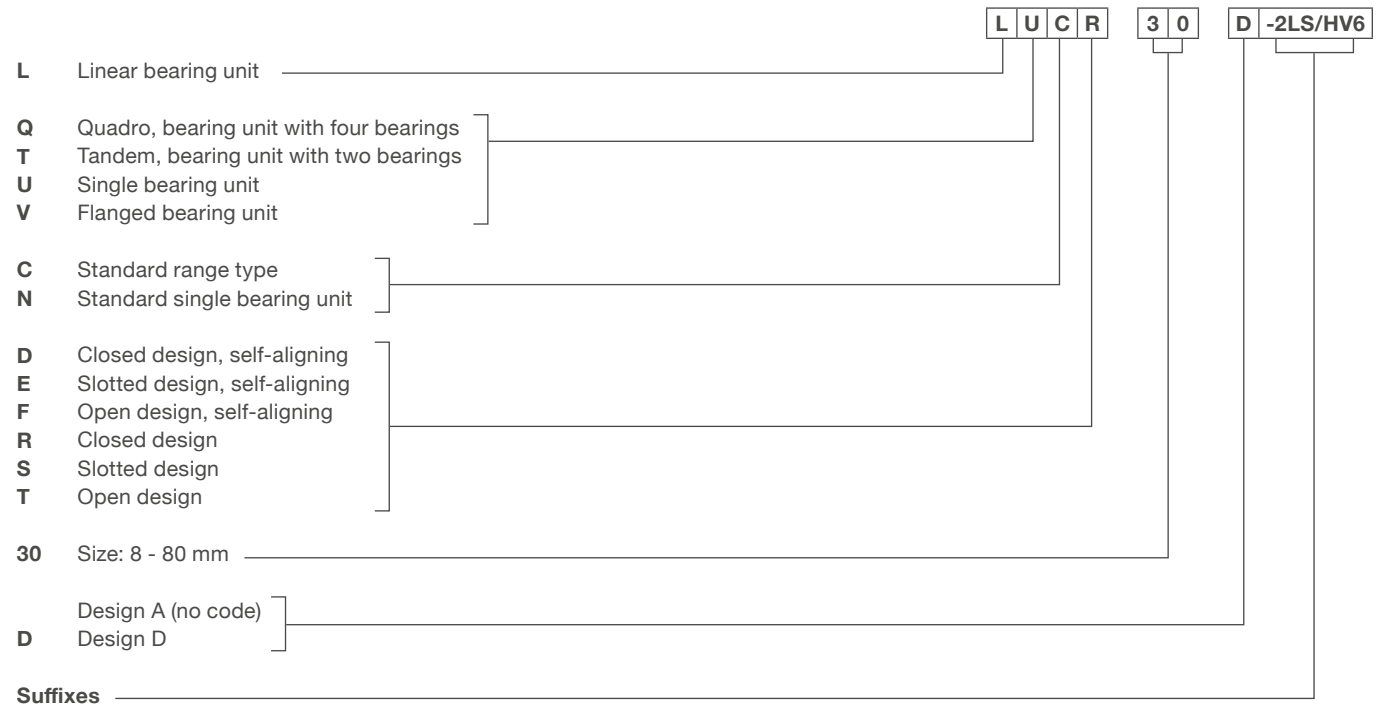 L U C R 3 0 D -2LS/HV6
L Linear bearing unit
Q Quadro, bearing unit with four bearings
T Tandem, bearing unit with two bearings
U Single bearing unit
V Flanged bearing unit
C Standard range type
N Standard single bearing unit
D Closed design, self-aligning
E Slotted design, self-aligning
F Open design, self-aligning
R Closed design
S Slotted design
T Open design
30 Size: 8 - 80 mm
Design A (no code)
D Design D
Suffixes